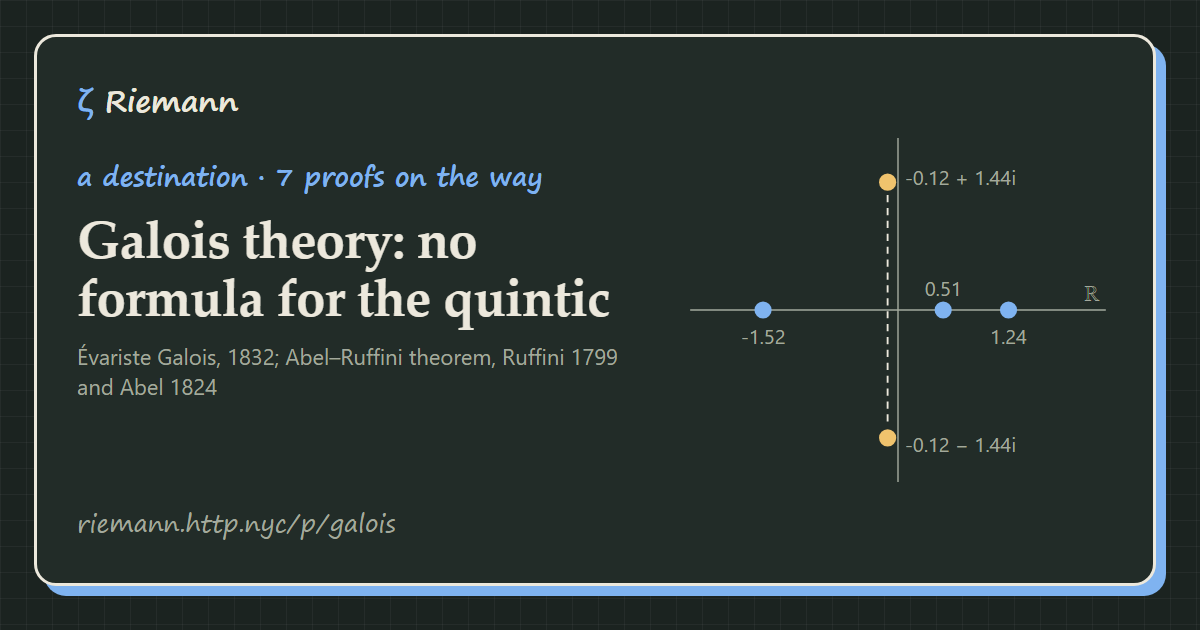 ζ Riemann
a destination · 7 proofs on the way
Galois theory: no
formula for the quintic
Évariste Galois, 1832; Abel–Ruffini theorem, Ruffini 1799
and Abel 1824
riemann.http.nyc/p/galois
-0.12 + 1.44i
0.51
ℝ
-1.52
1.24
-0.12 − 1.44i